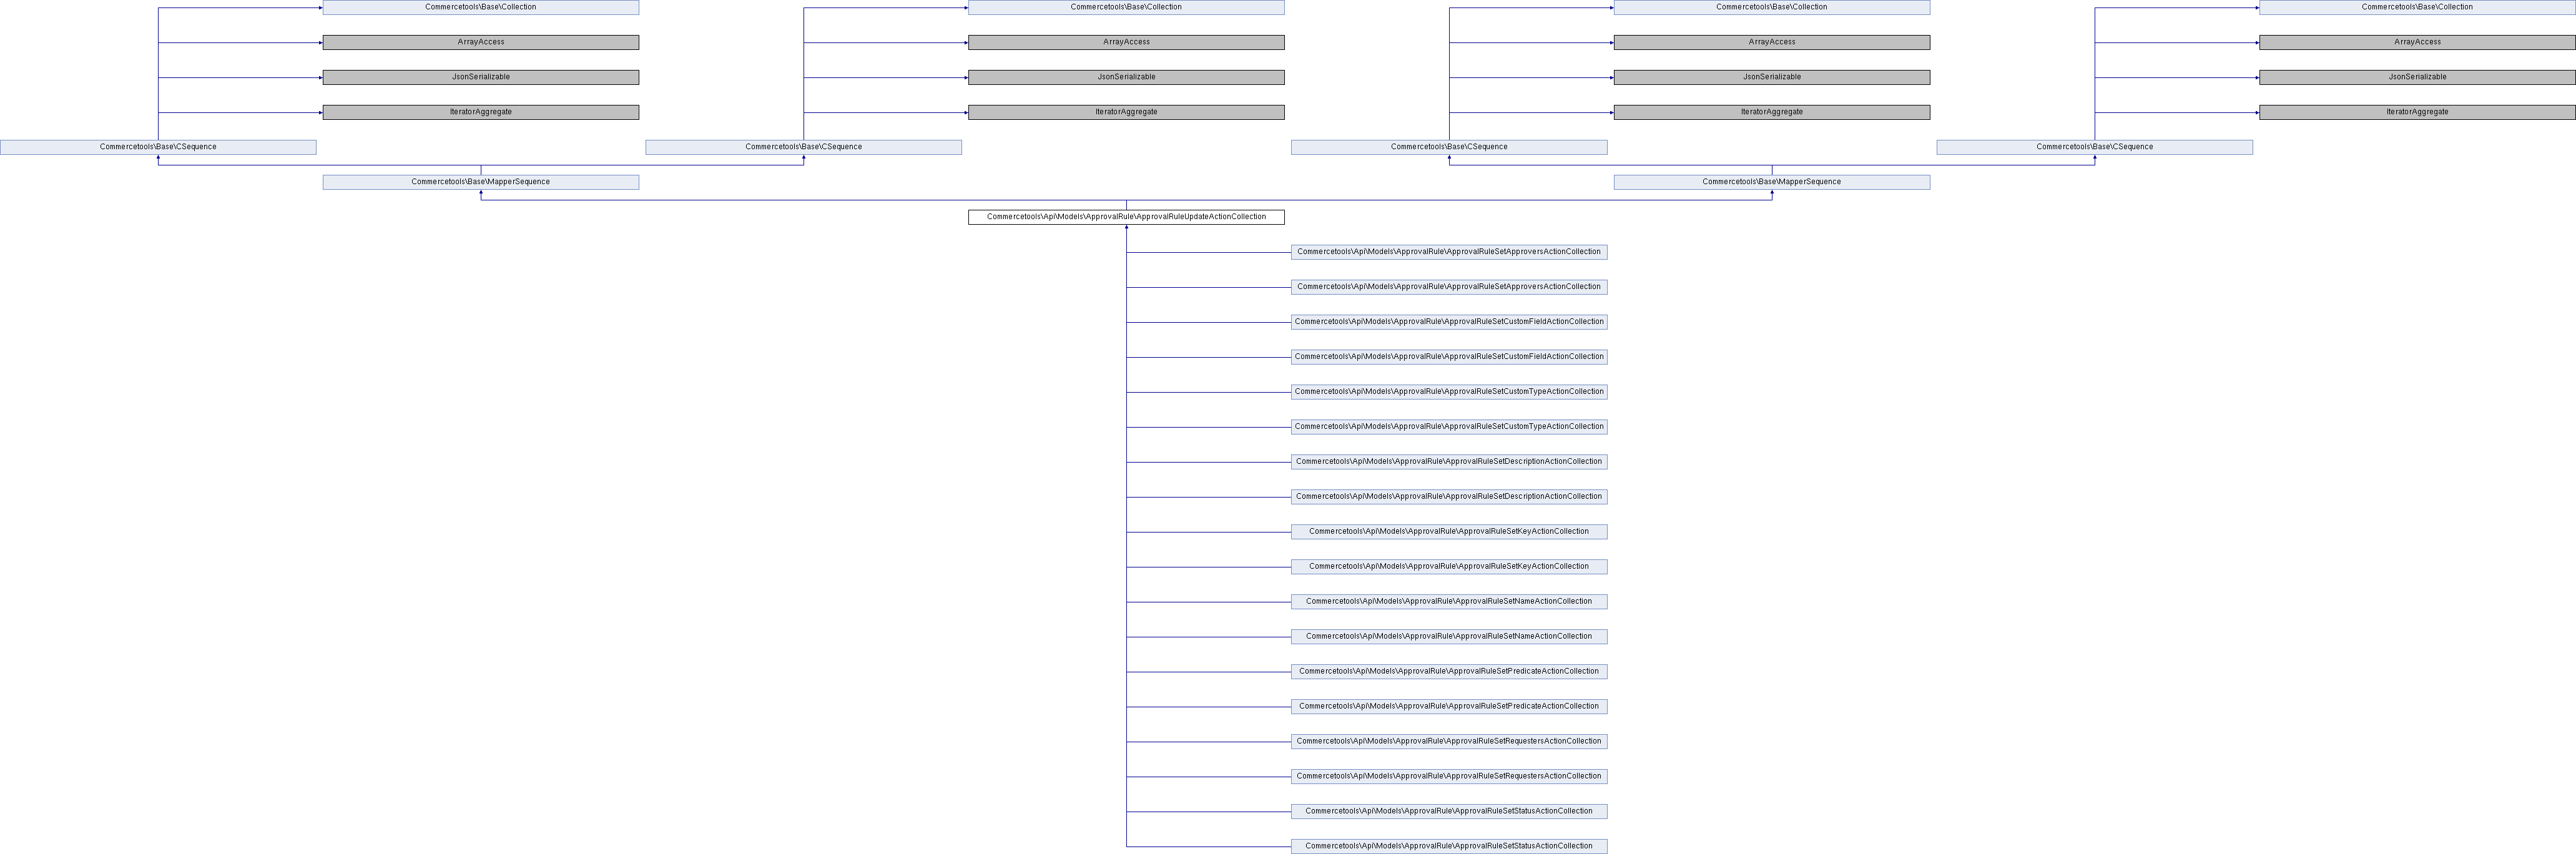 Commercetools\Base\Collection
Commercetools\Base\Collection
Commercetools\Base\Collection
Commercetools\Base\Collection
ArrayAccess
ArrayAccess
ArrayAccess
ArrayAccess
JsonSerializable
JsonSerializable
JsonSerializable
JsonSerializable
IteratorAggregate
IteratorAggregate
IteratorAggregate
IteratorAggregate
Commercetools\Base\CSequence
Commercetools\Base\CSequence
Commercetools\Base\CSequence
Commercetools\Base\CSequence
Commercetools\Base\MapperSequence
Commercetools\Base\MapperSequence
Commercetools\Api\Models\ApprovalRule\ApprovalRuleUpdateActionCollection
Commercetools\Api\Models\ApprovalRule\ApprovalRuleSetApproversActionCollection
Commercetools\Api\Models\ApprovalRule\ApprovalRuleSetApproversActionCollection
Commercetools\Api\Models\ApprovalRule\ApprovalRuleSetCustomFieldActionCollection
Commercetools\Api\Models\ApprovalRule\ApprovalRuleSetCustomFieldActionCollection
Commercetools\Api\Models\ApprovalRule\ApprovalRuleSetCustomTypeActionCollection
Commercetools\Api\Models\ApprovalRule\ApprovalRuleSetCustomTypeActionCollection
Commercetools\Api\Models\ApprovalRule\ApprovalRuleSetDescriptionActionCollection
Commercetools\Api\Models\ApprovalRule\ApprovalRuleSetDescriptionActionCollection
Commercetools\Api\Models\ApprovalRule\ApprovalRuleSetKeyActionCollection
Commercetools\Api\Models\ApprovalRule\ApprovalRuleSetKeyActionCollection
Commercetools\Api\Models\ApprovalRule\ApprovalRuleSetNameActionCollection
Commercetools\Api\Models\ApprovalRule\ApprovalRuleSetNameActionCollection
Commercetools\Api\Models\ApprovalRule\ApprovalRuleSetPredicateActionCollection
Commercetools\Api\Models\ApprovalRule\ApprovalRuleSetPredicateActionCollection
Commercetools\Api\Models\ApprovalRule\ApprovalRuleSetRequestersActionCollection
Commercetools\Api\Models\ApprovalRule\ApprovalRuleSetRequestersActionCollection
Commercetools\Api\Models\ApprovalRule\ApprovalRuleSetStatusActionCollection
Commercetools\Api\Models\ApprovalRule\ApprovalRuleSetStatusActionCollection